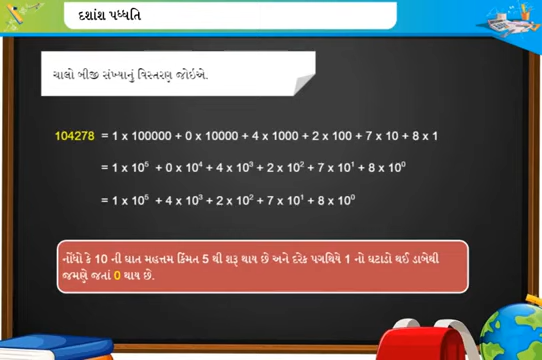 દશાંશ પધ્ધતિ
ચાલો બીજી સંખ્યાનું વિસ્તરણ જોઇએ.
104278 = 1 x 100000 + 0 x 10000 + 4 x 1000 + 2 x 100 + 7 x 10 + 8 x 1
= 1 x 10⁵ + 0 x 10⁴ + 4 x 10³ + 2 x 10² + 7 x 10¹ + 8 x 10⁰
= 1 x 10⁵ + 4 x 10³ + 2 x 10² + 7 x 10¹ + 8 x 10⁰
નોંધો કે 10 ની ઘાત મહત્તમ કિંમત 5 થી શરૂ થાય છે અને દરેક પગથિયે 1 નો ઘટાડો થઈ ડાબેથી
જમણે જતાં 0 થાય છે.